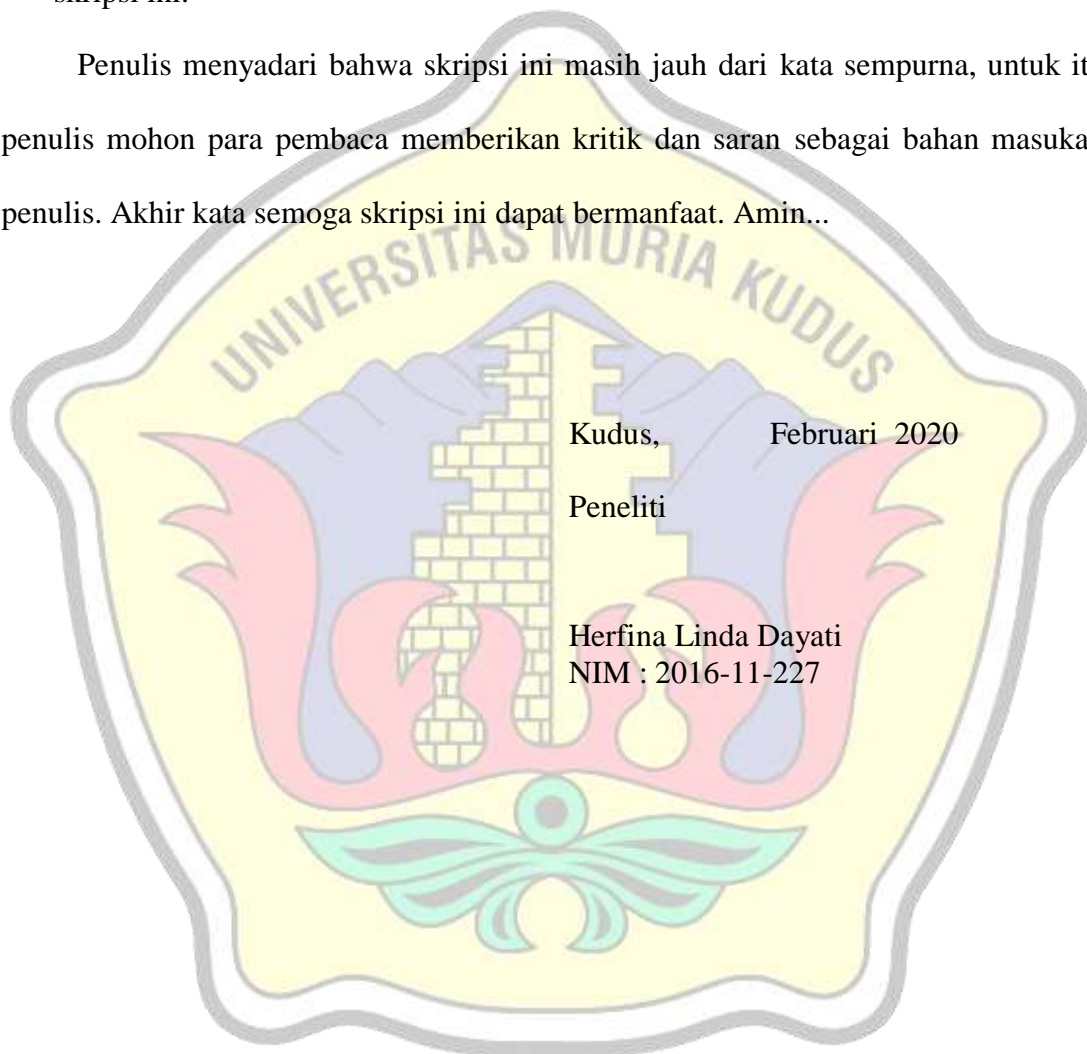 skripsi ini.
Penulis menyadari bahwa skripsi ini masih jauh dari kata sempurna, untuk it
penulis mohon para pembaca memberikan kritik dan saran sebagai bahan masuka
penulis. Akhir kata semoga skripsi ini dapat bermanfaat. Amin...
UNIVERSITAS MURIA KUDUS
Kudus, Februari 2020
Peneliti
Herfina Linda Dayati
NIM : 2016-11-227